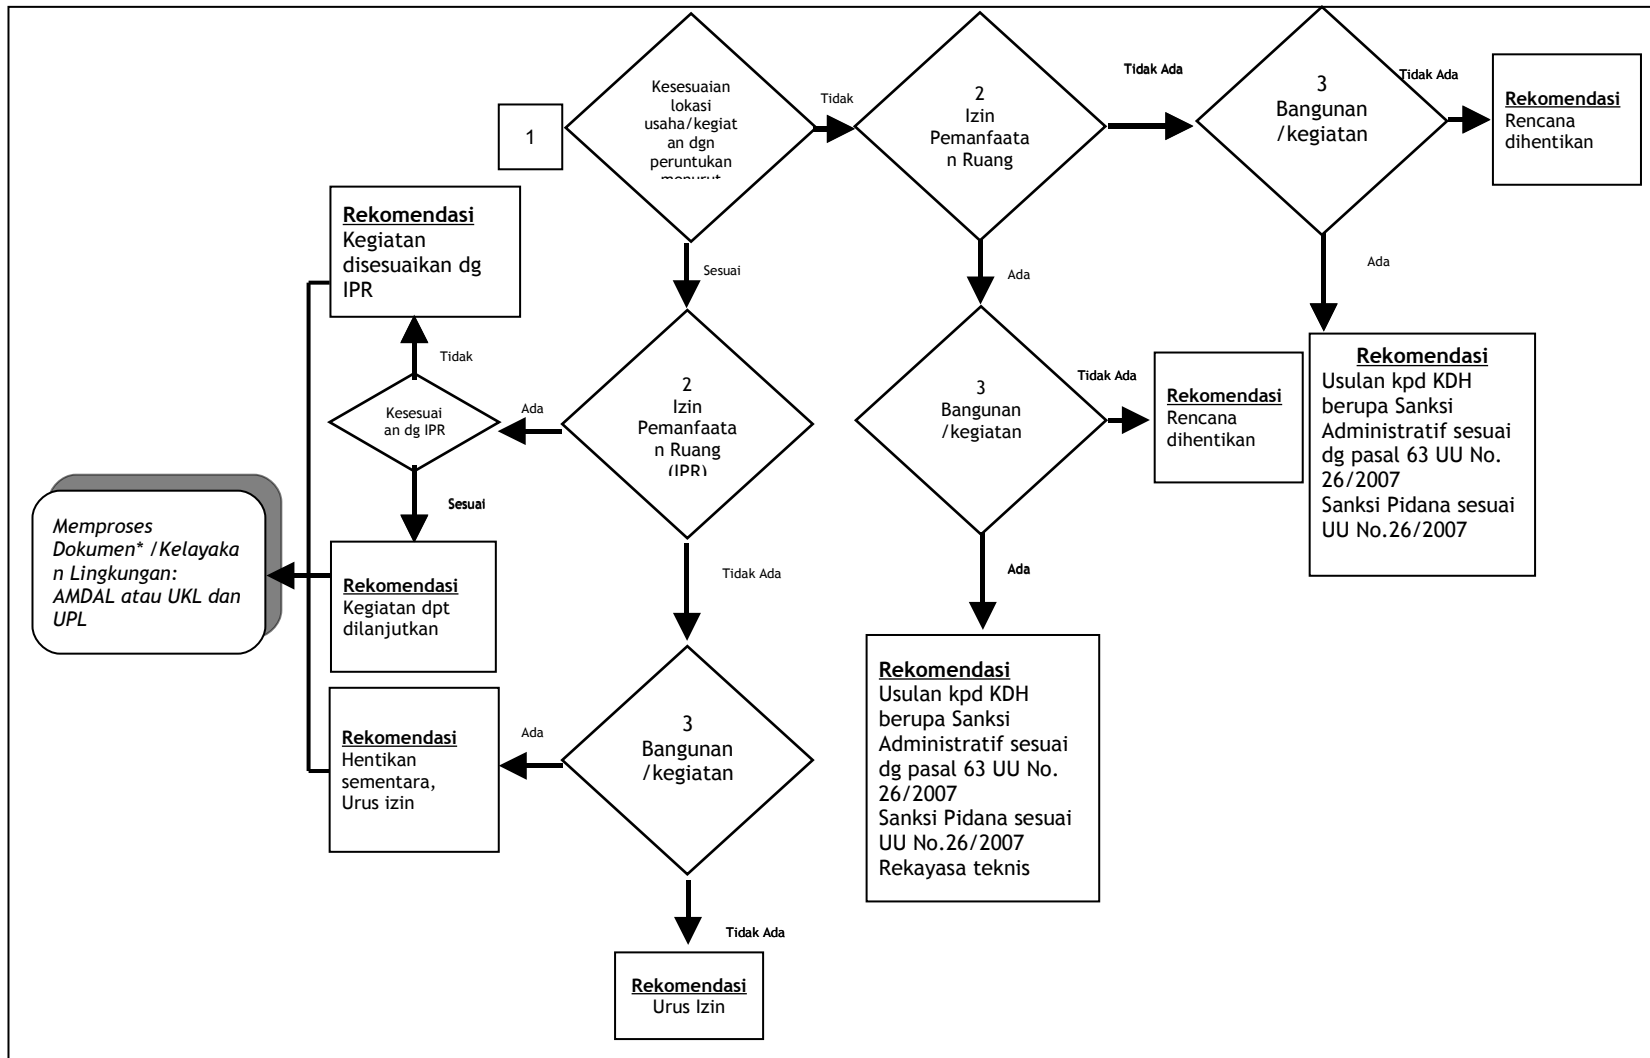 1
Kesesuaian
lokasi
usaha/kegiat
an dgn
peruntukan
menurut
Tidak
2
Izin
Pemanfaata
n Ruang
Tidak Ada
3
Bangunan
/kegiatan
Tidak Ada
Rekomendasi
Rencana
dihentikan
Sesuai
Ada
Ada
Rekomendasi
Kegiatan
disesuaikan dg
IPR
Tidak
Kesesuai
an dg IPR
Ada
2
Izin
Pemanfaata
n Ruang
(IPR)
3
Bangunan
/kegiatan
Tidak Ada
Rekomendasi
Rencana
dihentikan
Rekomendasi
Usulan kpd KDH
berupa Sanksi
Administratif sesuai
dg pasal 63 UU No.
26/2007
Sanksi Pidana sesuai
UU No.26/2007
Sesuai
Memproses
Dokumen* /Kelayaka
n Lingkungan:
AMDAL atau UKL dan
UPL
Rekomendasi
Kegiatan dpt
dilanjutkan
Tidak Ada
Ada
Rekomendasi
Hentikan
sementara,
Urus izin
Ada
3
Bangunan
/kegiatan
Rekomendasi
Usulan kpd KDH
berupa Sanksi
Administratif sesuai
dg pasal 63 UU No.
26/2007
Sanksi Pidana sesuai
UU No.26/2007
Rekayasa teknis
Tidak Ada
Rekomendasi
Urus Izin